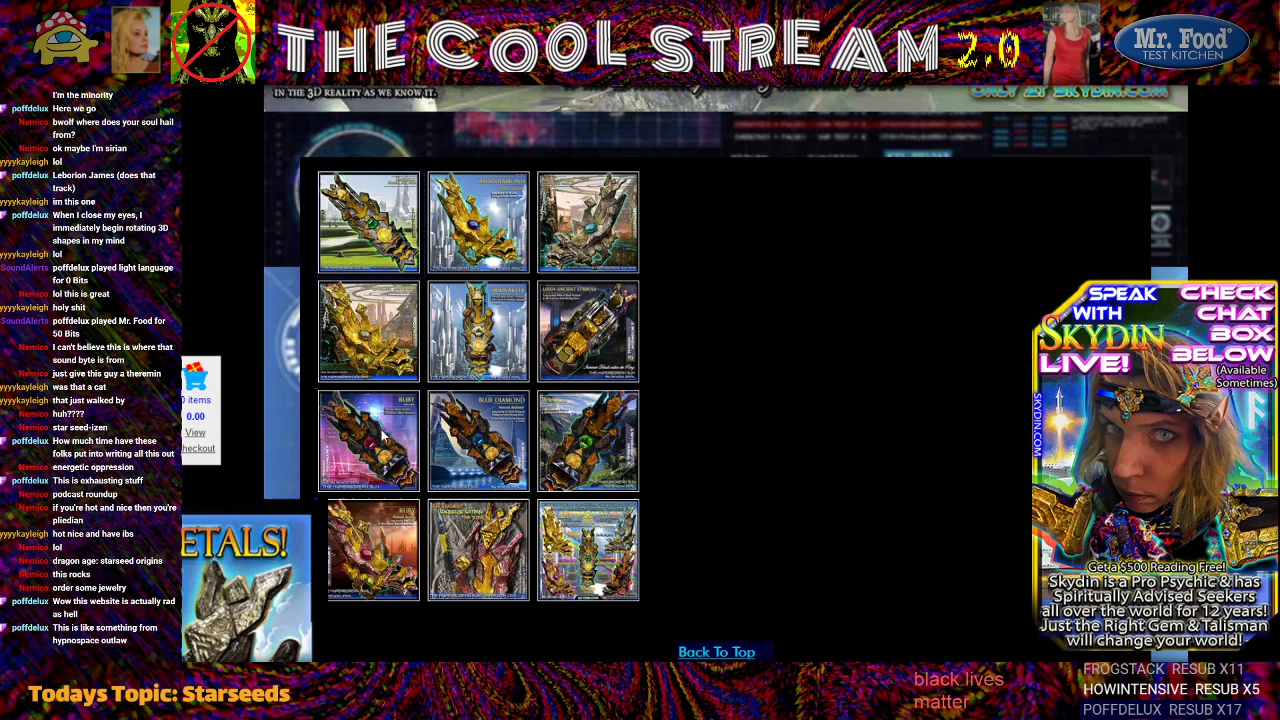 THE COOL STREAM 2.0
Mr. Food
TEST KITCHEN
I'm the minority
poffdelux Here we go
Nemico bwolf where does your soul hail
from?
Nemico ok maybe I'm sirian
yyyykayleigh lol
poffdelux Leborion James (does that
track)
yyyykayleigh im this one
poffdelux When I close my eyes, I
immediately begin rotating 3D
shapes in my mind
yyyykayleigh lol
SoundAlerts poffdelux played light language
for 0 Bits
Nemico lol this is great
yyyykayleigh holy shit
SoundAlerts poffdelux played Mr. Food for
50 Bits
Nemico I can't believe this is where that
sound byte is from
Nemico just give this guy a theremin
yyyykayleigh was that a cat
yyyykayleigh that just walked by
Nemico huh????
Nemico star seed-izen
poffdelux How much time have these
folks put into writing all this out
Nemico energetic oppression
poffdelux This is exhausting stuff
Nemico podcast roundup
Nemico if you're hot and nice then you're
pliedian
yyyykayleigh hot nice and have ibs
Nemico lol
Nemico dragon age: starseed origins
Nemico this rocks
Nemico order some jewelry
poffdelux Wow this website is actually rad
as hell
poffdelux This is like something from
hypnospace outlaw
IN THE 3D REALITY AS WE KNOW IT.
ONLY AT SKYDIN.COM
0 items
0.00
View
heckout
ETALS!
RUBY
BLUE DIAMOND
RUBY
Back To Top
SPEAK
WITH
SKYDIN
LIVE!
CHECK
CHAT
BOX
BELOW
(Available
Sometimes)
SKYDIN.COM
Get a $500 Reading Free!
Skydin is a Pro Psychic & has
Spiritually Advised Seekers
all over the world for 12 years!
Just the Right Gem & Talisman
will change your world!
Todays Topic: Starseeds
black lives
matter
FROGSTACK RESUB X11
HOWINTENSIVE RESUB X5
POFFDELUX RESUB X17